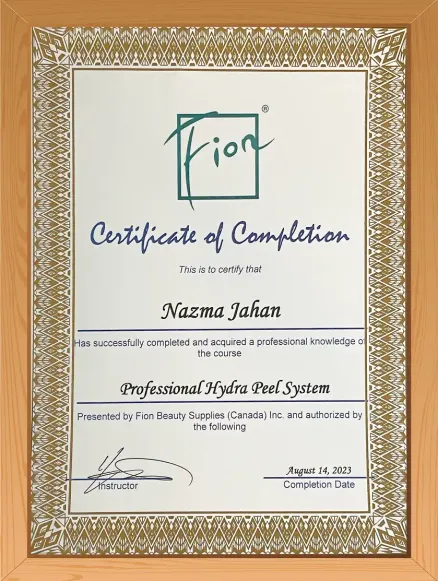 Fion®
Certificate of Completion
This is to certify that
Nazma Jahan
Has successfully completed and acquired a professional knowledge of
the course
Professional Hydra Peel System
Presented by Fion Beauty Supplies (Canada) Inc. and authorized by
the following
August 14, 2023
Instructor
Completion Date